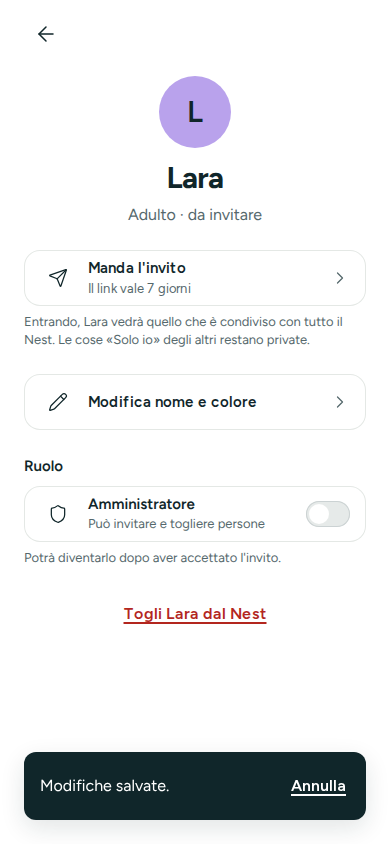 L
Lara
Adulto · da invitare
Manda l'invito
Il link vale 7 giorni
Entrando, Lara vedrà quello che è condiviso con tutto il
Nest. Le cose «Solo io» degli altri restano private.
Modifica nome e colore
Ruolo
Amministratore
Può invitare e togliere persone
Potrà diventarlo dopo aver accettato l'invito.
Togli Lara dal Nest
Modifiche salvate.
Annulla